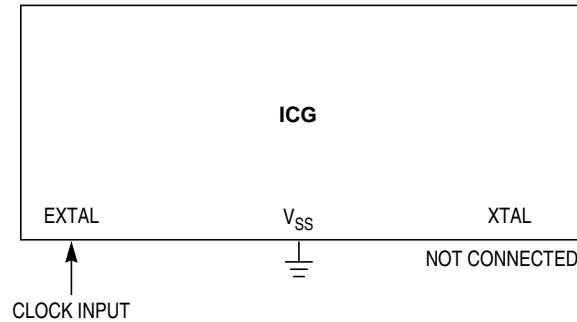 ICG
EXTAL
VSS
XTAL
NOT CONNECTED
CLOCK INPUT